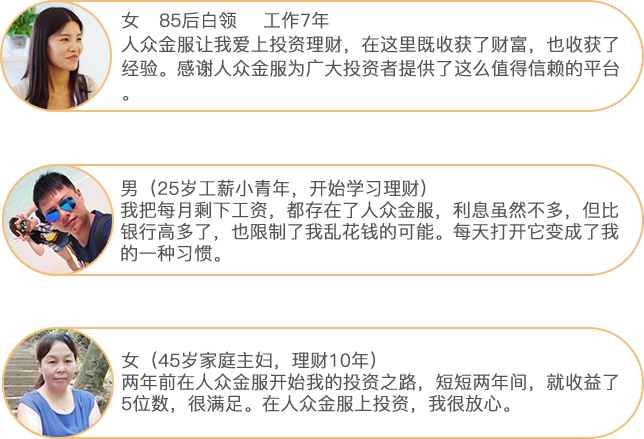 女 85后白领 工作7年
人众金服让我爱上投资理财，在这里既收获了财富，也收获了
经验。感谢人众金服为广大投资者提供了这么值得信赖的平台
。
男（25岁工薪小青年，开始学习理财）
我把每月剩下工资，都存在了人众金服，利息虽然不多，但比
银行高多了，也限制了我乱花钱的可能。每天打开它变成了我
的一种习惯。
女（45岁家庭主妇，理财10年）
两年前在人众金服开始我的投资之路，短短两年间，就收益了
5位数，很满足。在人众金服上投资，我很放心。